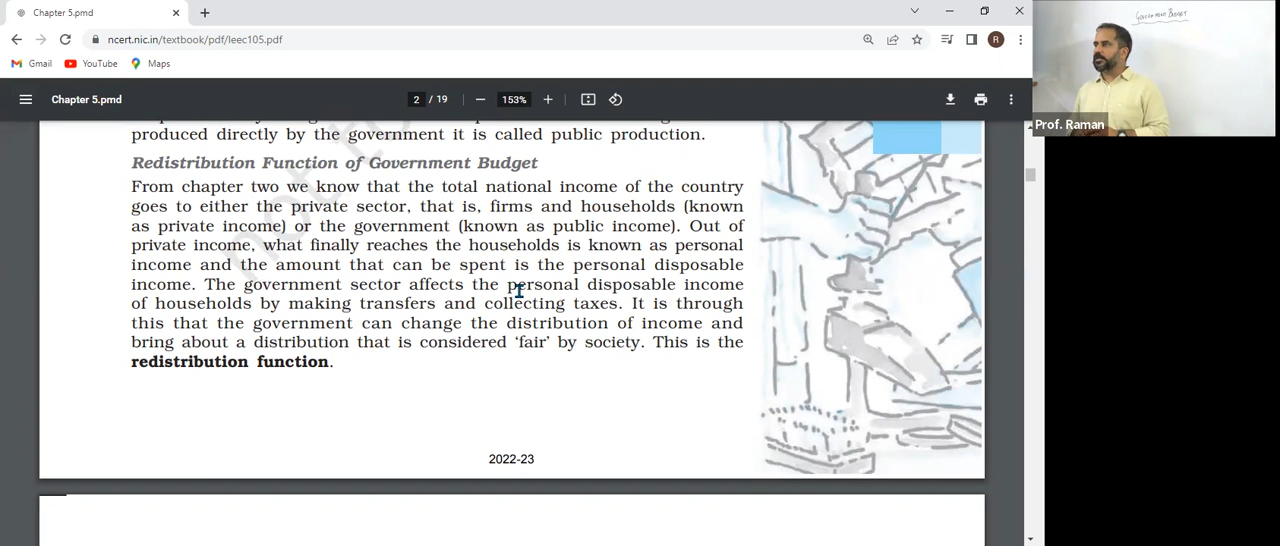 Chapter 5.pmd
ncert.nic.in/textbook/pdf/leec105.pdf
R
Gmail
YouTube
Maps
Chapter 5.pmd
2 / 19
153%
GOVERNMENT BUDGET
Prof. Raman
produced directly by the government it is called public production.
Redistribution Function of Government Budget
From chapter two we know that the total national income of the country
goes to either the private sector, that is, firms and households (known
as private income) or the government (known as public income). Out of
private income, what finally reaches the households is known as personal
income and the amount that can be spent is the personal disposable
income. The government sector affects the personal disposable income
of households by making transfers and collecting taxes. It is through
this that the government can change the distribution of income and
bring about a distribution that is considered ‘fair’ by society. This is the
redistribution function.
2022-23